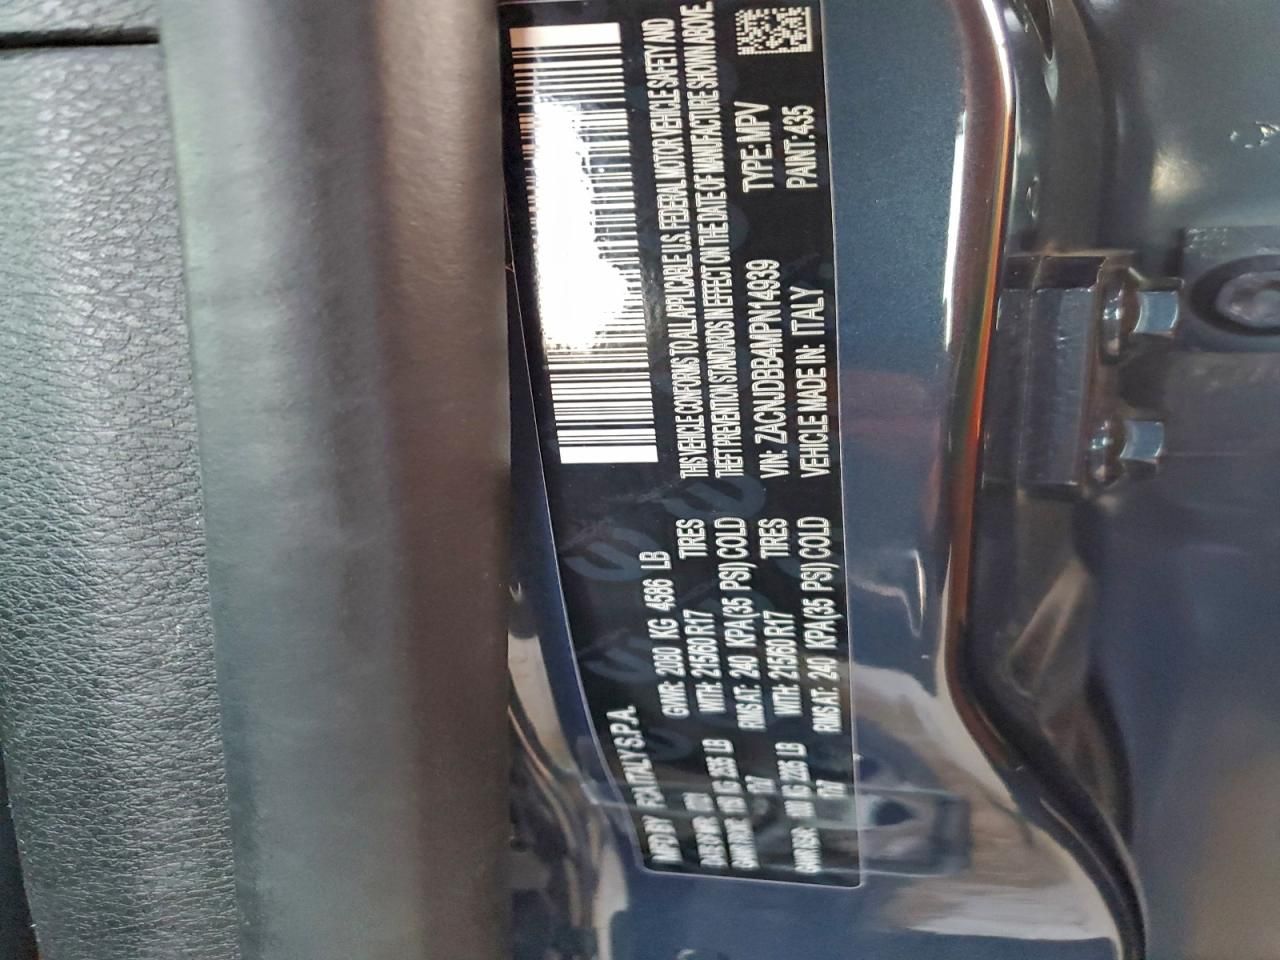 MFD BY FCA ITALY S.P.A.
GVWR: 2080 KG 4586 LB
WITH: 215/60 R17 TIRES
RIMS AT: 240 KPA(35 PSI) COLD
WITH: 215/60 R17 TIRES
RIMS AT: 240 KPA(35 PSI) COLD
THIS VEHICLE CONFORMS TO ALL APPLICABLE U.S. FEDERAL MOTOR VEHICLE SAFETY AND
THEFT PREVENTION STANDARDS IN EFFECT ON THE DATE OF MANUFACTURE SHOWN ABOVE.
VIN: ZACNJDBB4MPN14939 TYPE: MPV
VEHICLE MADE IN: ITALY PAINT: 435